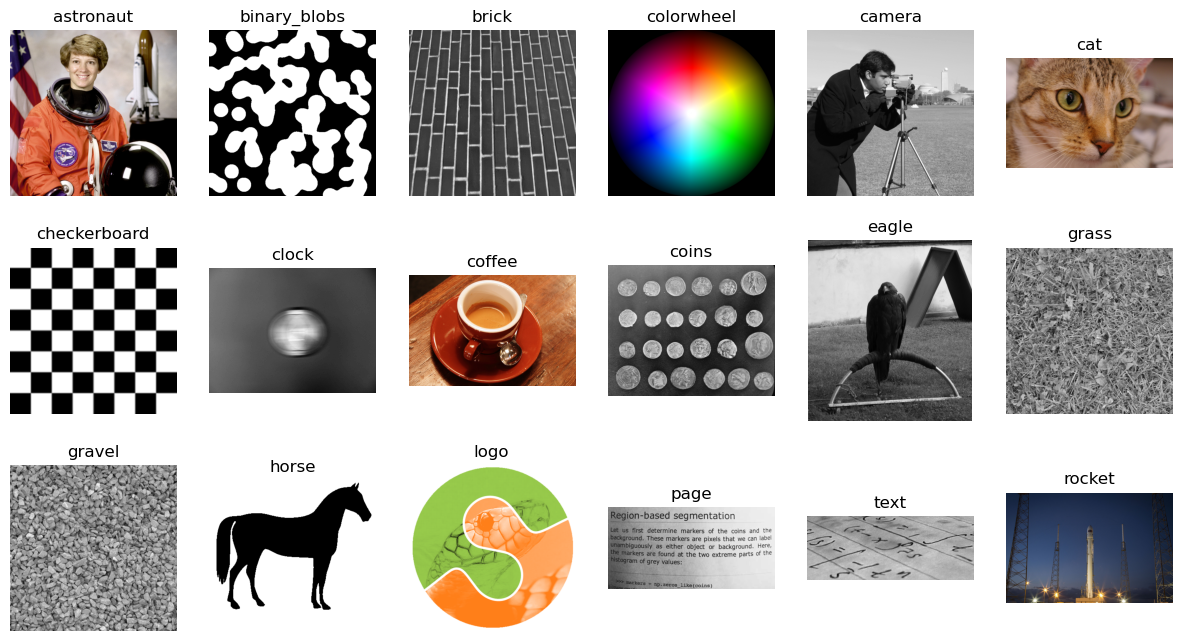 astronaut
binary_blobs
brick
colorwheel
camera
cat
checkerboard
clock
coffee
coins
eagle
grass
gravel
horse
logo
page
text
rocket
Region-based segmentation
Let us first determine markers of the coins and the
background. These markers are pixels that we can label
unambiguously as either object or background. Here,
the markers are found at the two extreme parts of the
histogram of grey values:
>>> markers = np.zeros_like(coins)